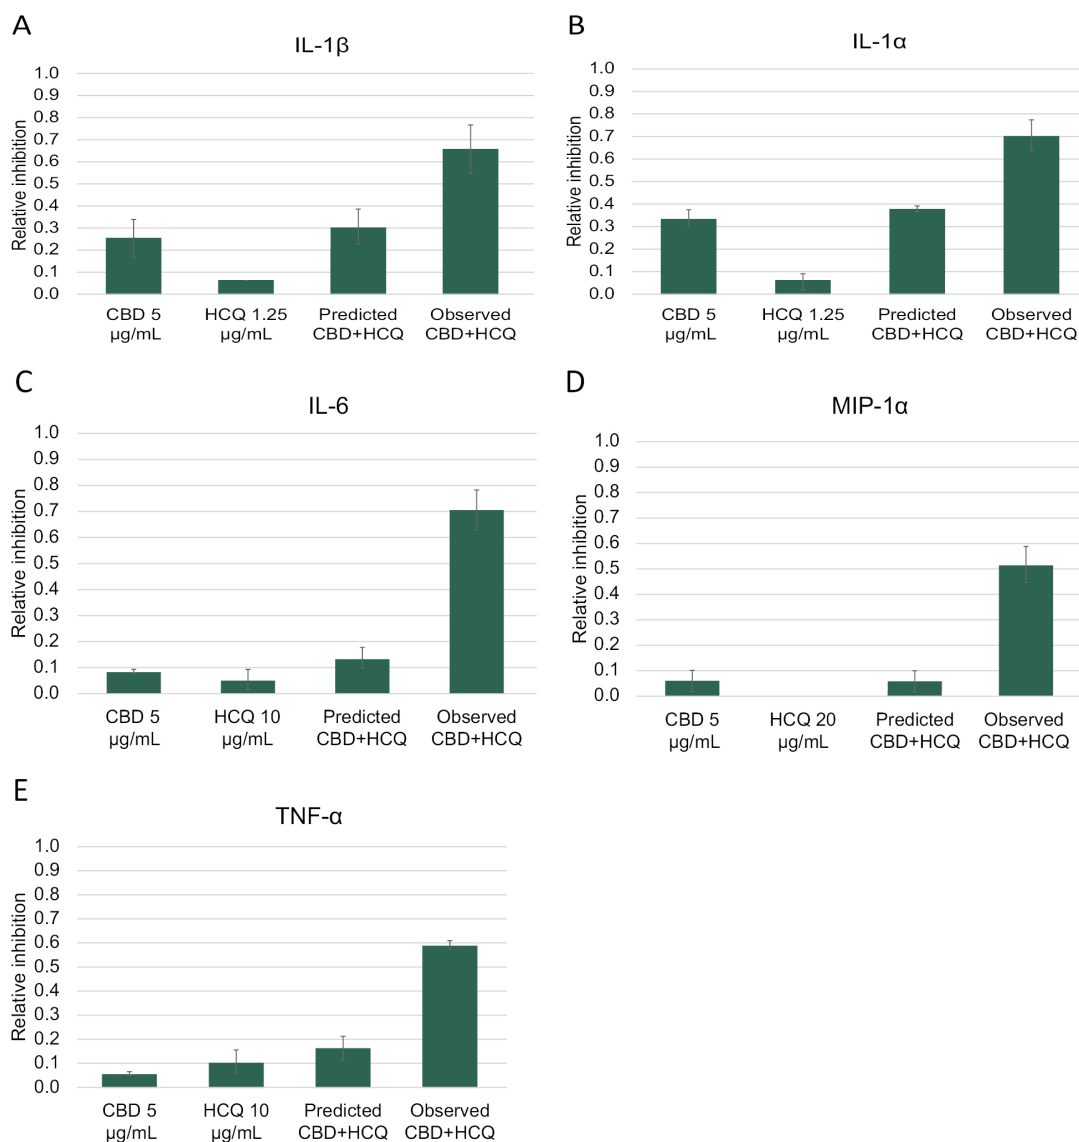 A
IL-1β
Relative inhibition
1.0
0.9
0.8
0.7
0.6
0.5
0.4
0.3
0.2
0.1
0.0
CBD 5 µg/mL
HCQ 1.25 µg/mL
Predicted CBD+HCQ
Observed CBD+HCQ
B
IL-1α
Relative inhibition
1.0
0.9
0.8
0.7
0.6
0.5
0.4
0.3
0.2
0.1
0.0
CBD 5 µg/mL
HCQ 1.25 µg/mL
Predicted CBD+HCQ
Observed CBD+HCQ
C
IL-6
Relative inhibition
1.0
0.9
0.8
0.7
0.6
0.5
0.4
0.3
0.2
0.1
0.0
CBD 5 µg/mL
HCQ 10 µg/mL
Predicted CBD+HCQ
Observed CBD+HCQ
D
MIP-1α
Relative inhibition
1.0
0.9
0.8
0.7
0.6
0.5
0.4
0.3
0.2
0.1
0.0
CBD 5 µg/mL
HCQ 20 µg/mL
Predicted CBD+HCQ
Observed CBD+HCQ
E
TNF-α
Relative inhibition
1.0
0.9
0.8
0.7
0.6
0.5
0.4
0.3
0.2
0.1
0.0
CBD 5 µg/mL
HCQ 10 µg/mL
Predicted CBD+HCQ
Observed CBD+HCQ